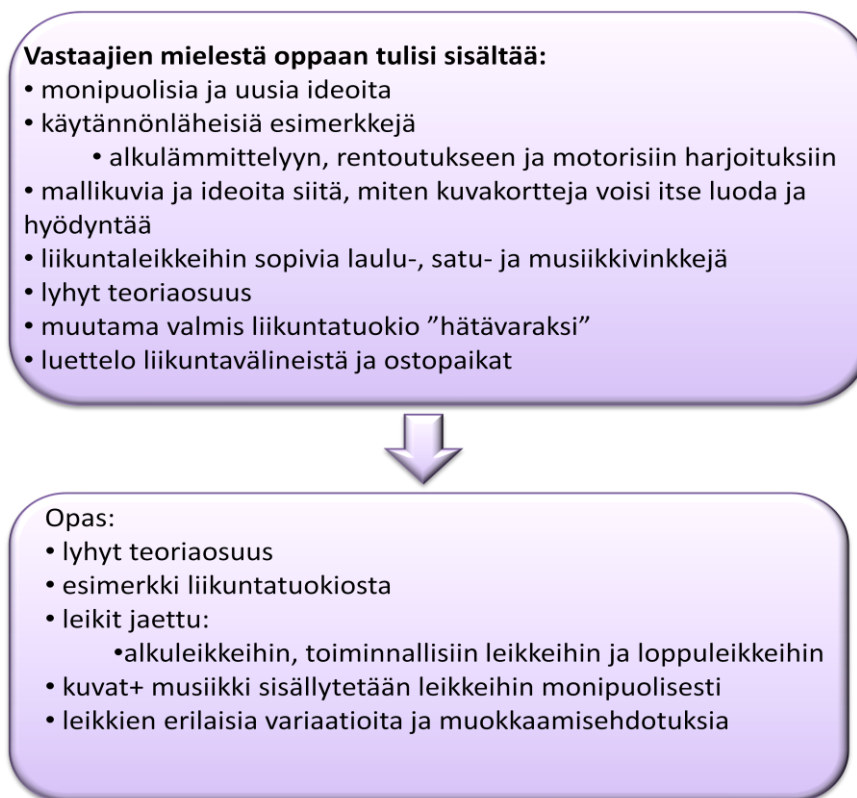 Vastaajien mielestä oppaan tulisi sisältää:
• monipuolisia ja uusia ideoita
• käytännönläheisiä esimerkkejä
• alkulämmittelyyn, rentoutukseen ja motorisiin harjoituksiin
• mallikuvia ja ideoita siitä, miten kuvakortteja voisi itse luoda ja
hyödyntää
• liikuntaleikkeihin sopivia laulu-, satu- ja musiikkivinkkejä
• lyhyt teoriaosuus
• muutama valmis liikuntatuokio ”hätävaraksi”
• luettelo liikuntavälineistä ja ostopaikat
Opas:
• lyhyt teoriaosuus
• esimerkki liikuntatuokiosta
• leikit jaettu:
•alkuleikkeihin, toiminnallisiin leikkeihin ja loppuleikkeihin
• kuvat+ musiikki sisällytetään leikkeihin monipuolisesti
• leikkien erilaisia variaatioita ja muokkaamisehdotuksia